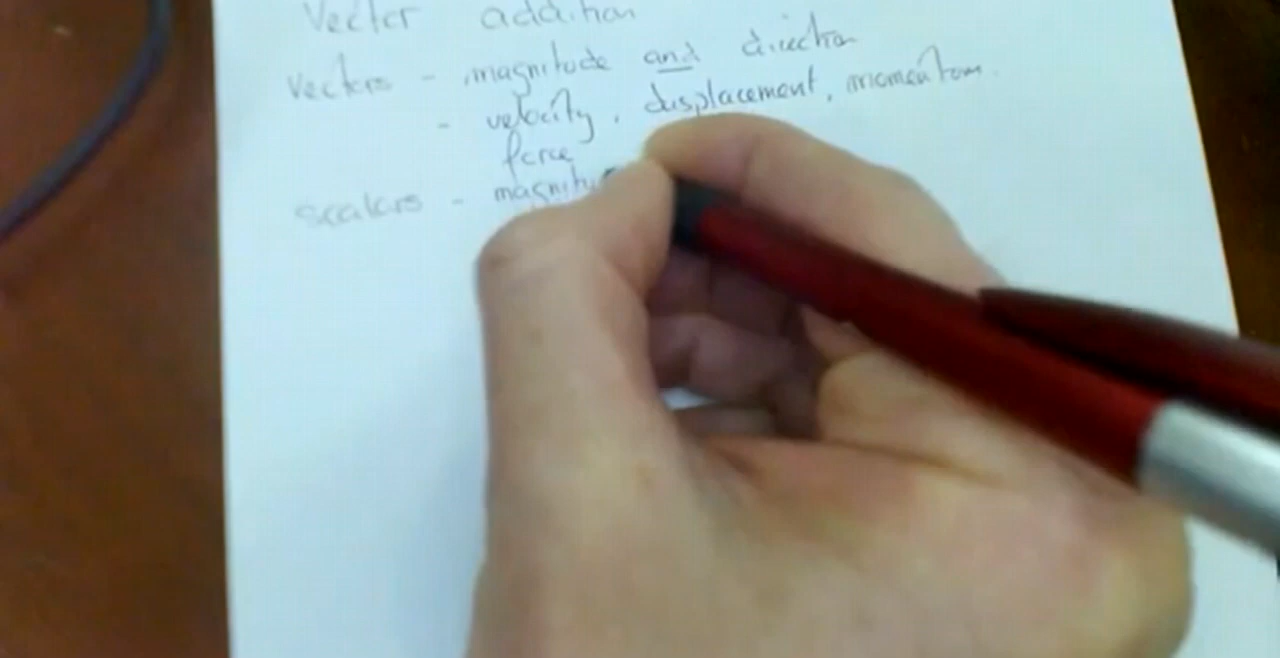 Vector addition
Vectors - magnitude and direction
- velocity, displacement, momentum.
force
scalars - magnitu